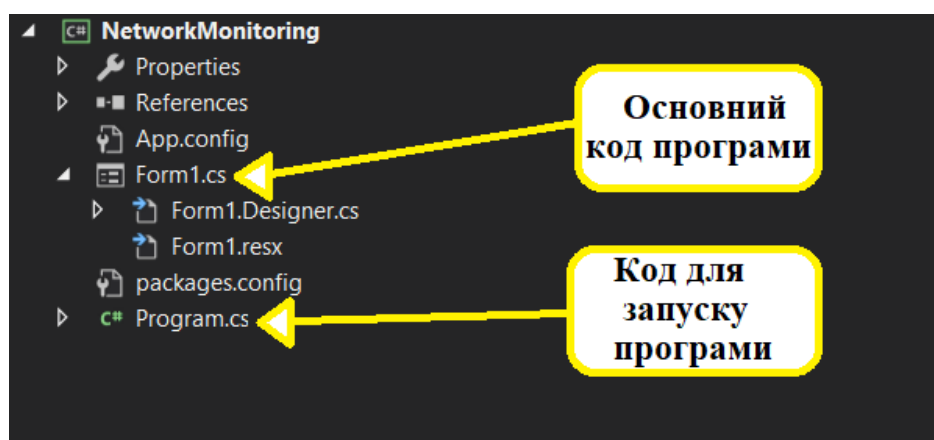 C# NetworkMonitoring
Properties
References
App.config
Form1.cs
Form1.Designer.cs
Form1.resx
packages.config
C# Program.cs
Основний
код програми
Код для
запуску
програми